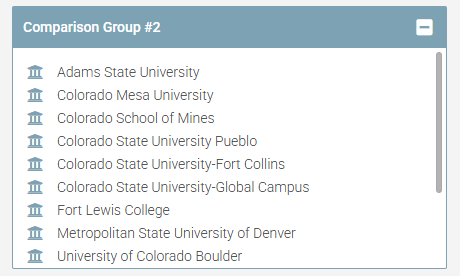 Comparison Group #2
Adams State University
Colorado Mesa University
Colorado School of Mines
Colorado State University Pueblo
Colorado State University-Fort Collins
Colorado State University-Global Campus
Fort Lewis College
Metropolitan State University of Denver
University of Colorado Boulder